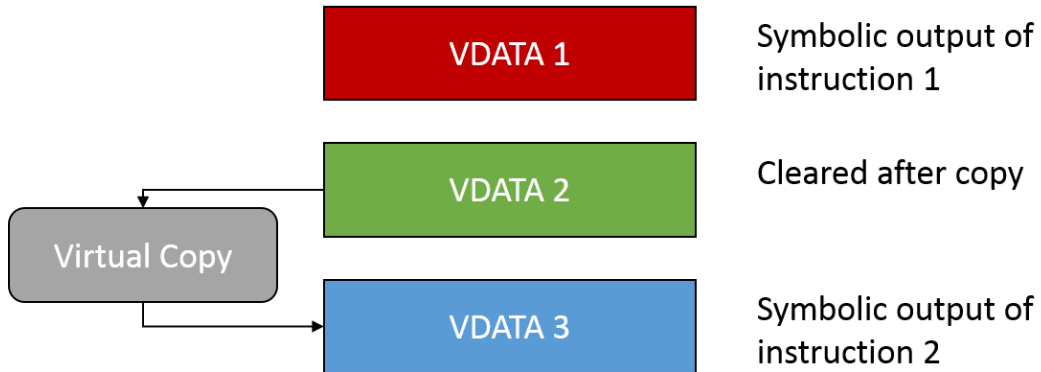 VDATA 1
Symbolic output of
instruction 1
VDATA 2
Cleared after copy
Virtual Copy
VDATA 3
Symbolic output of
instruction 2